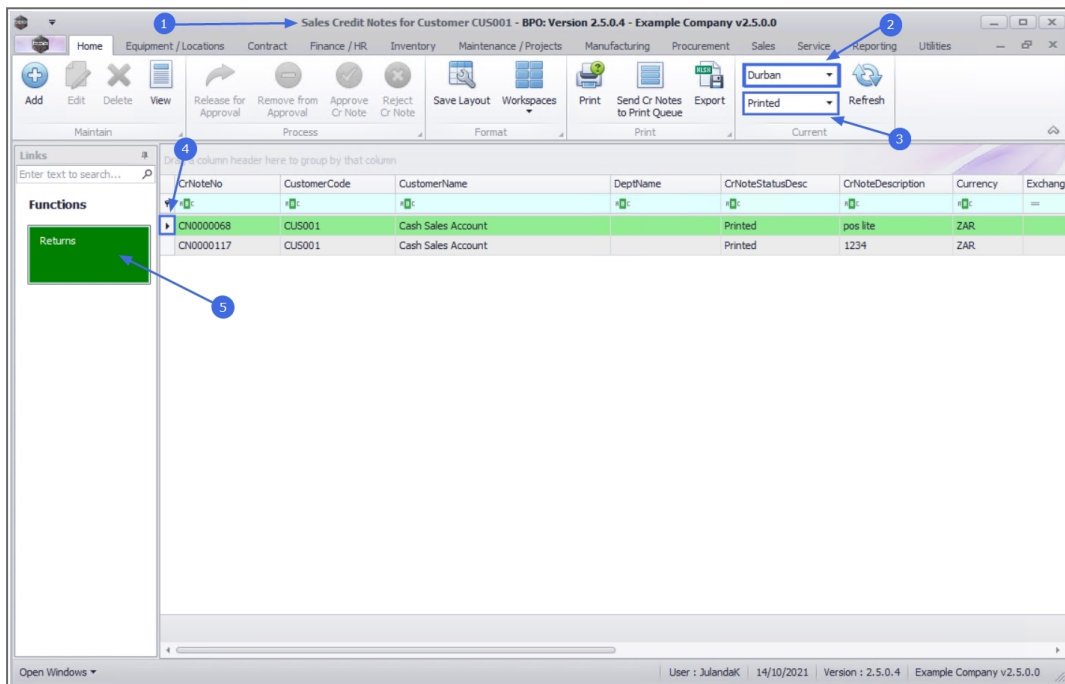 1
Sales Credit Notes for Customer CUS001 - BPO: Version 2.5.0.4 - Example Company v2.5.0.0
2
Home Equipment / Locations Contract Finance / HR Inventory Maintenance / Projects Manufacturing Procurement Sales Service Reporting Utilities
Add Edit Delete View
Release for Approval
Remove from Approval
Approve Cr Note
Reject Cr Note
Save Layout Workspaces
Print
Send Cr Notes to Print Queue
XLSX
Export
Durban
Printed
Refresh
Maintain Process Format Print Current
3
4
Links
Enter text to search...
Functions
Returns
5
Drag a column header here to group by that column
CrNoteNo CustomerCode CustomerName DeptName CrNoteStatusDesc CrNoteDescription Currency Exchang
=
CN0000068 CUS001 Cash Sales Account Printed pos lite ZAR
CN0000117 CUS001 Cash Sales Account Printed 1234 ZAR
Open Windows
User : JulandaK 14/10/2021 Version : 2.5.0.4 Example Company v2.5.0.0